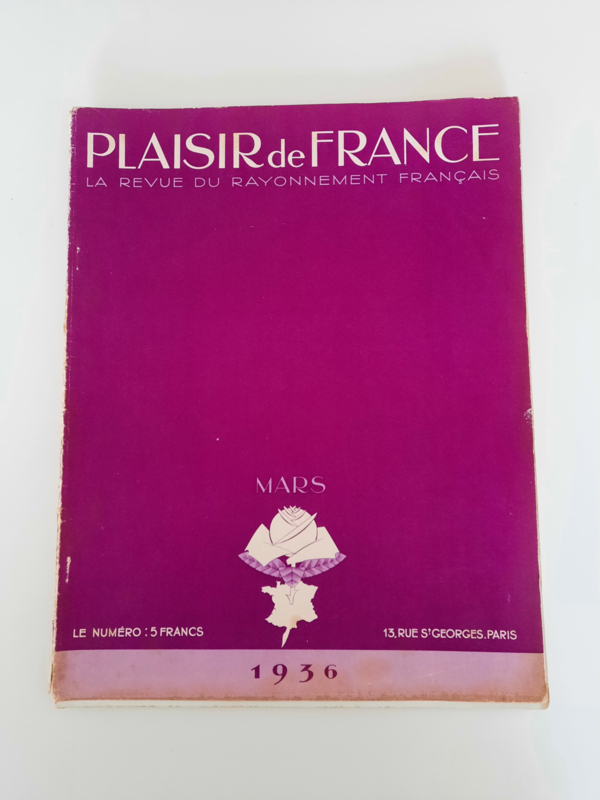 PLAISIR de FRANCE
LA REVUE DU RAYONNEMENT FRANÇAIS
MARS
LE NUMÉRO : 5 FRANCS
13, RUE ST GEORGES. PARIS
1936